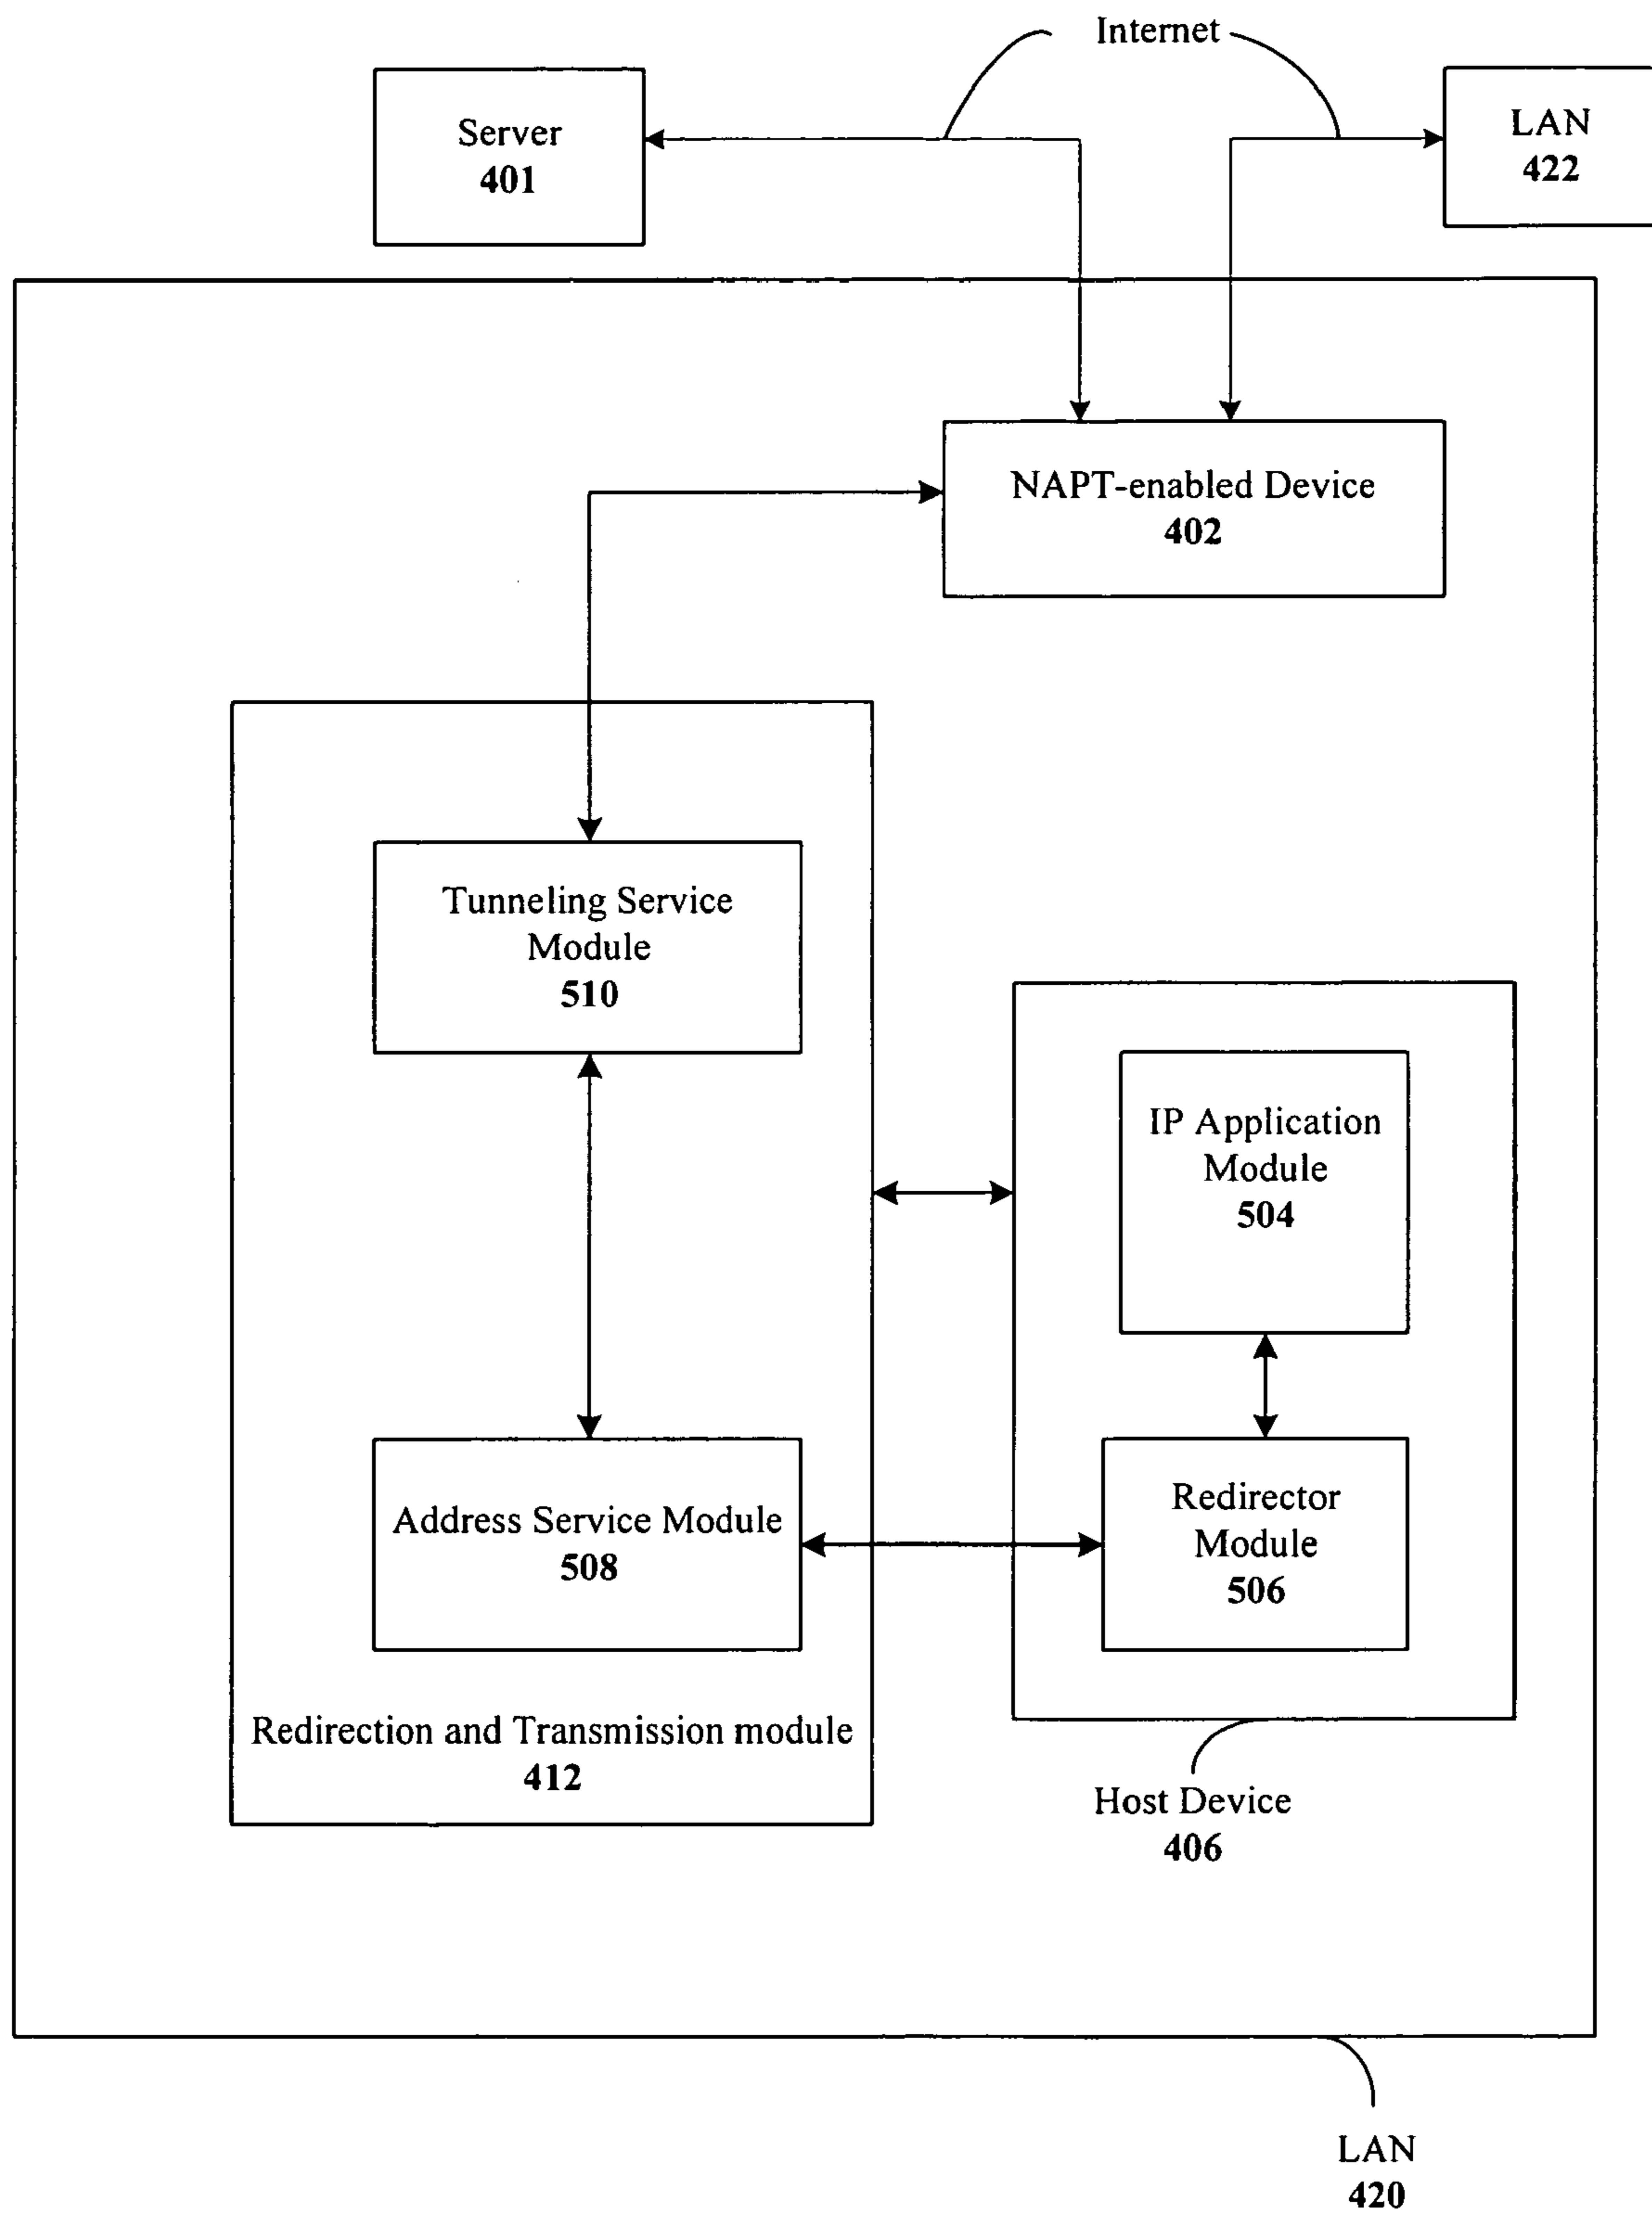 Internet
Server
401
LAN
422
NAPT-enabled Device
402
Tunneling Service
Module
510
IP Application
Module
504
Address Service Module
508
Redirector
Module
506
Redirection and Transmission module
412
Host Device
406
LAN
420